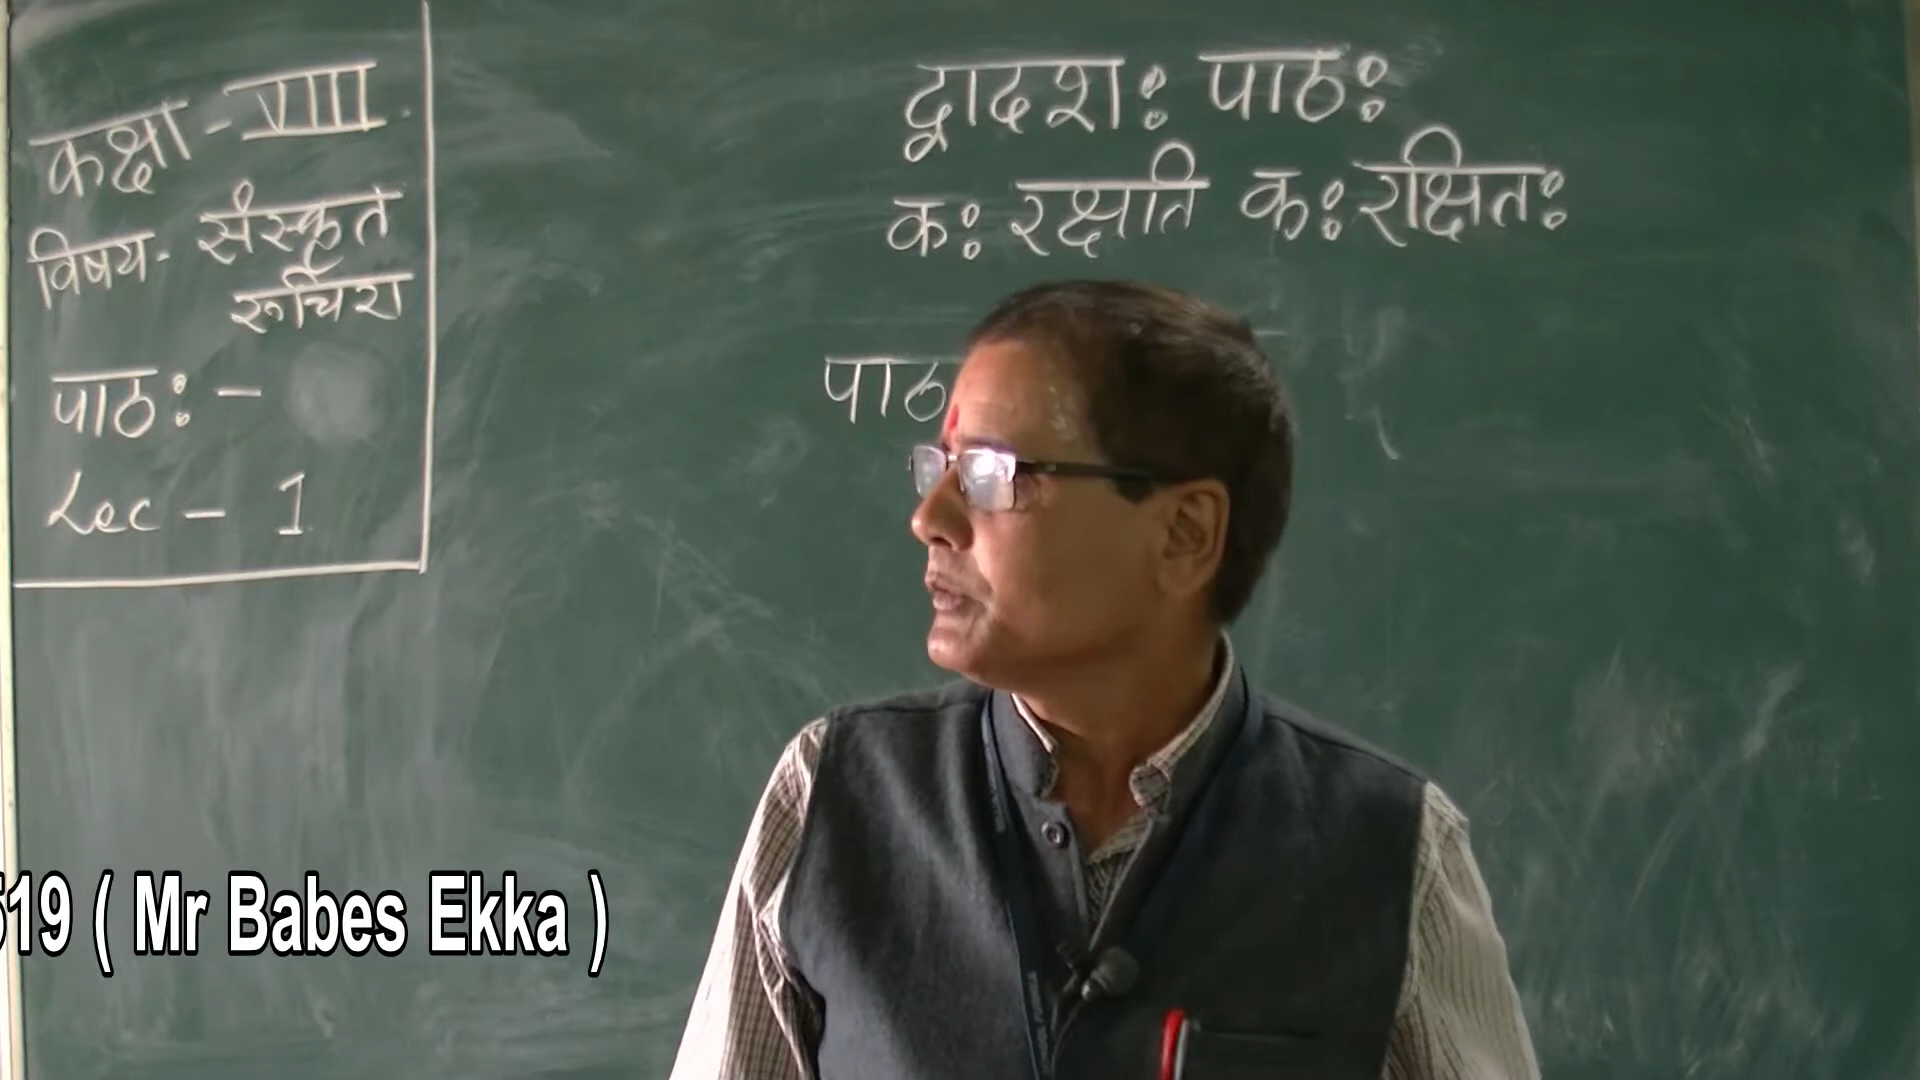 कक्षा - VIII
विषय - संस्कृत
रूचिरा
पाठः -
Lec - 1
द्वादशः पाठः
कः रक्षति कः रक्षितः
पाठ
519 ( Mr Babes Ekka )